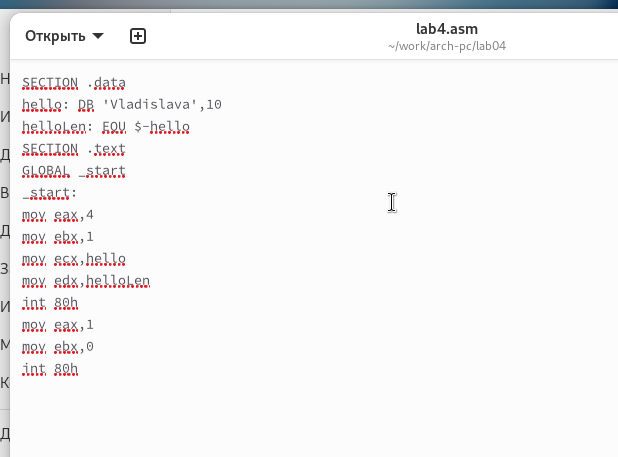 Открыть
lab4.asm
~/work/arch-pc/lab04
SECTION .data
hello: DB 'Vladislava',10
helloLen: EQU $-hello
SECTION .text
GLOBAL _start
_start:
mov eax,4
mov ebx,1
mov ecx,hello
mov edx,helloLen
int 80h
mov eax,1
mov ebx,0
int 80h